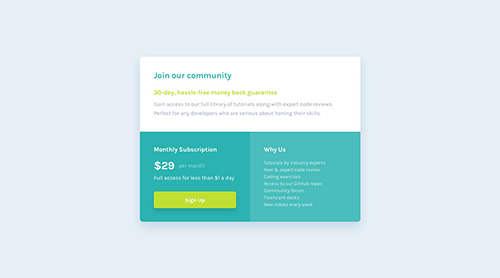 Join our community
30-day, hassle-free money back guarantee
Gain access to our full library of tutorials along with expert code reviews.
Perfect for any developers who are serious about honing their skills.
Monthly Subscription
$29 per month
Full access for less than $1 a day
Sign Up
Why Us
Tutorials by industry experts
Peer & expert code review
Coding exercises
Access to our GitHub repos
Community forum
Flashcard decks
New videos every week